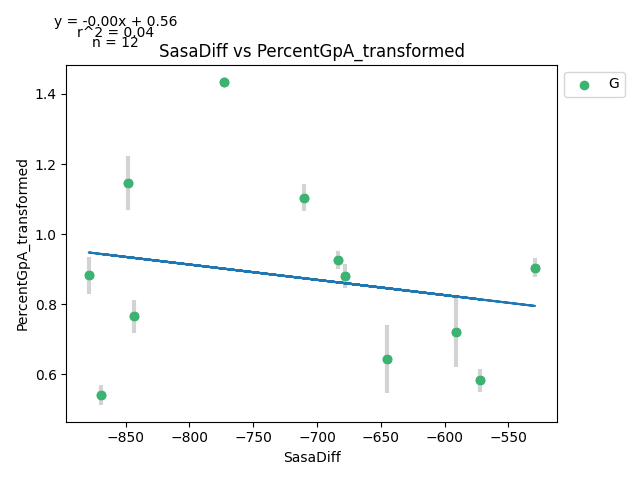 y = -0.00x + 0.56
r^2 = 0.04
n = 12
SasaDiff vs PercentGpA_transformed
G
PercentGpA_transformed
1.4
1.2
1.0
0.8
0.6
−850
−800
−750
−700
−650
−600
−550
SasaDiff